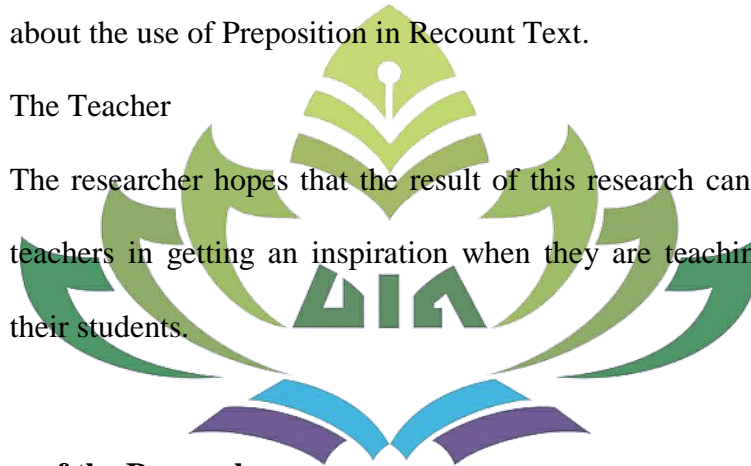 about the use of Preposition in Recount Text.
The Teacher
The researcher hopes that the result of this research can
teachers in getting an inspiration when they are teachin
their students.
of the R